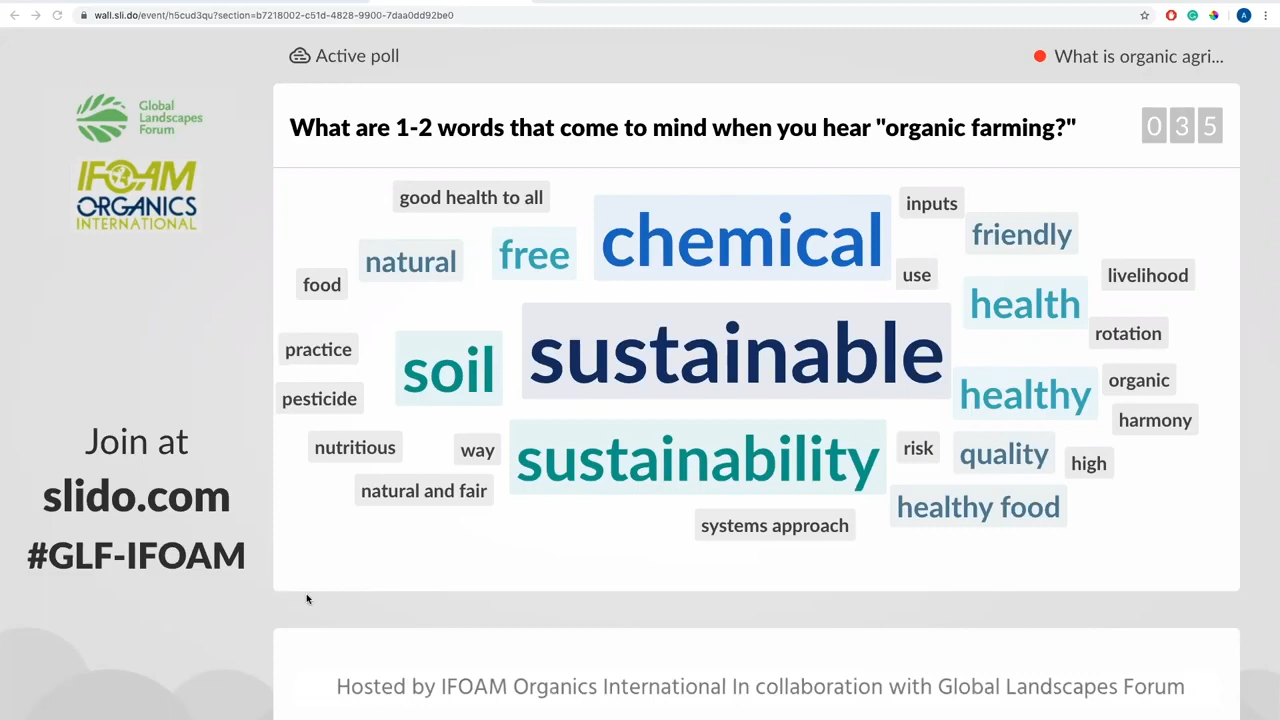 wall.sli.do/event/h5cud3qu?section=b7218002-c51d-4828-9900-7daa0dd92be0
A
Active poll
What is organic agri...
Global
Landscapes
Forum
IFOAM
ORGANICS
INTERNATIONAL
What are 1-2 words that come to mind when you hear "organic farming?"
035
good health to all
chemical
inputs
friendly
natural
free
use
livelihood
food
health
rotation
practice
soil
sustainable
organic
pesticide
healthy
harmony
nutritious
way
sustainability
risk
quality
high
natural and fair
healthy food
systems approach
Join at
slido.com
#GLF-IFOAM
Hosted by IFOAM Organics International In collaboration with Global Landscapes Forum